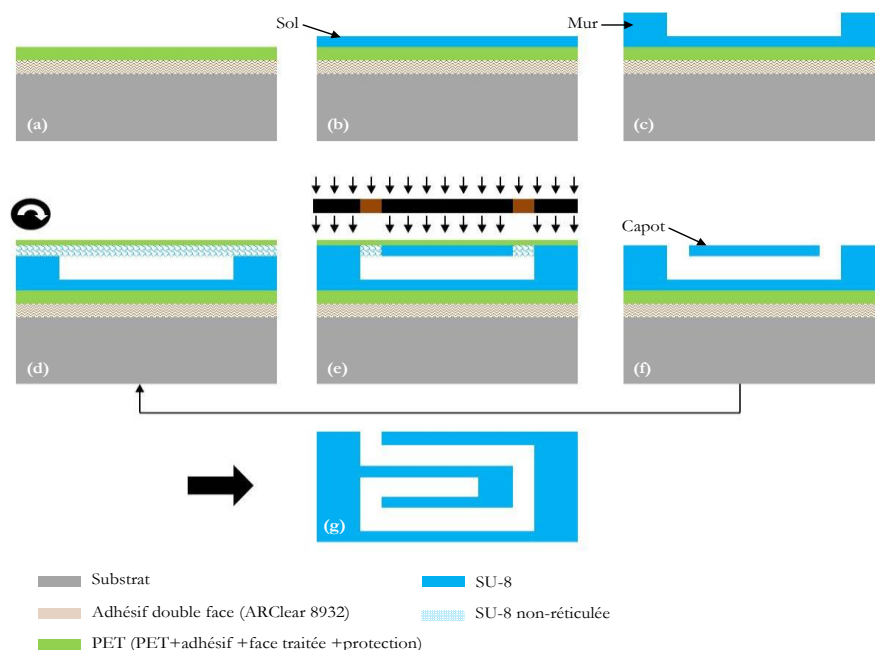 Sol
Mur
(a)
(b)
(c)
Capot
(d)
(e)
(f)
(g)
Substrat
SU-8
Adhésif double face (ARClear 8932)
SU-8 non-réticulée
PET (PET+adhésif +face traitée +protection)